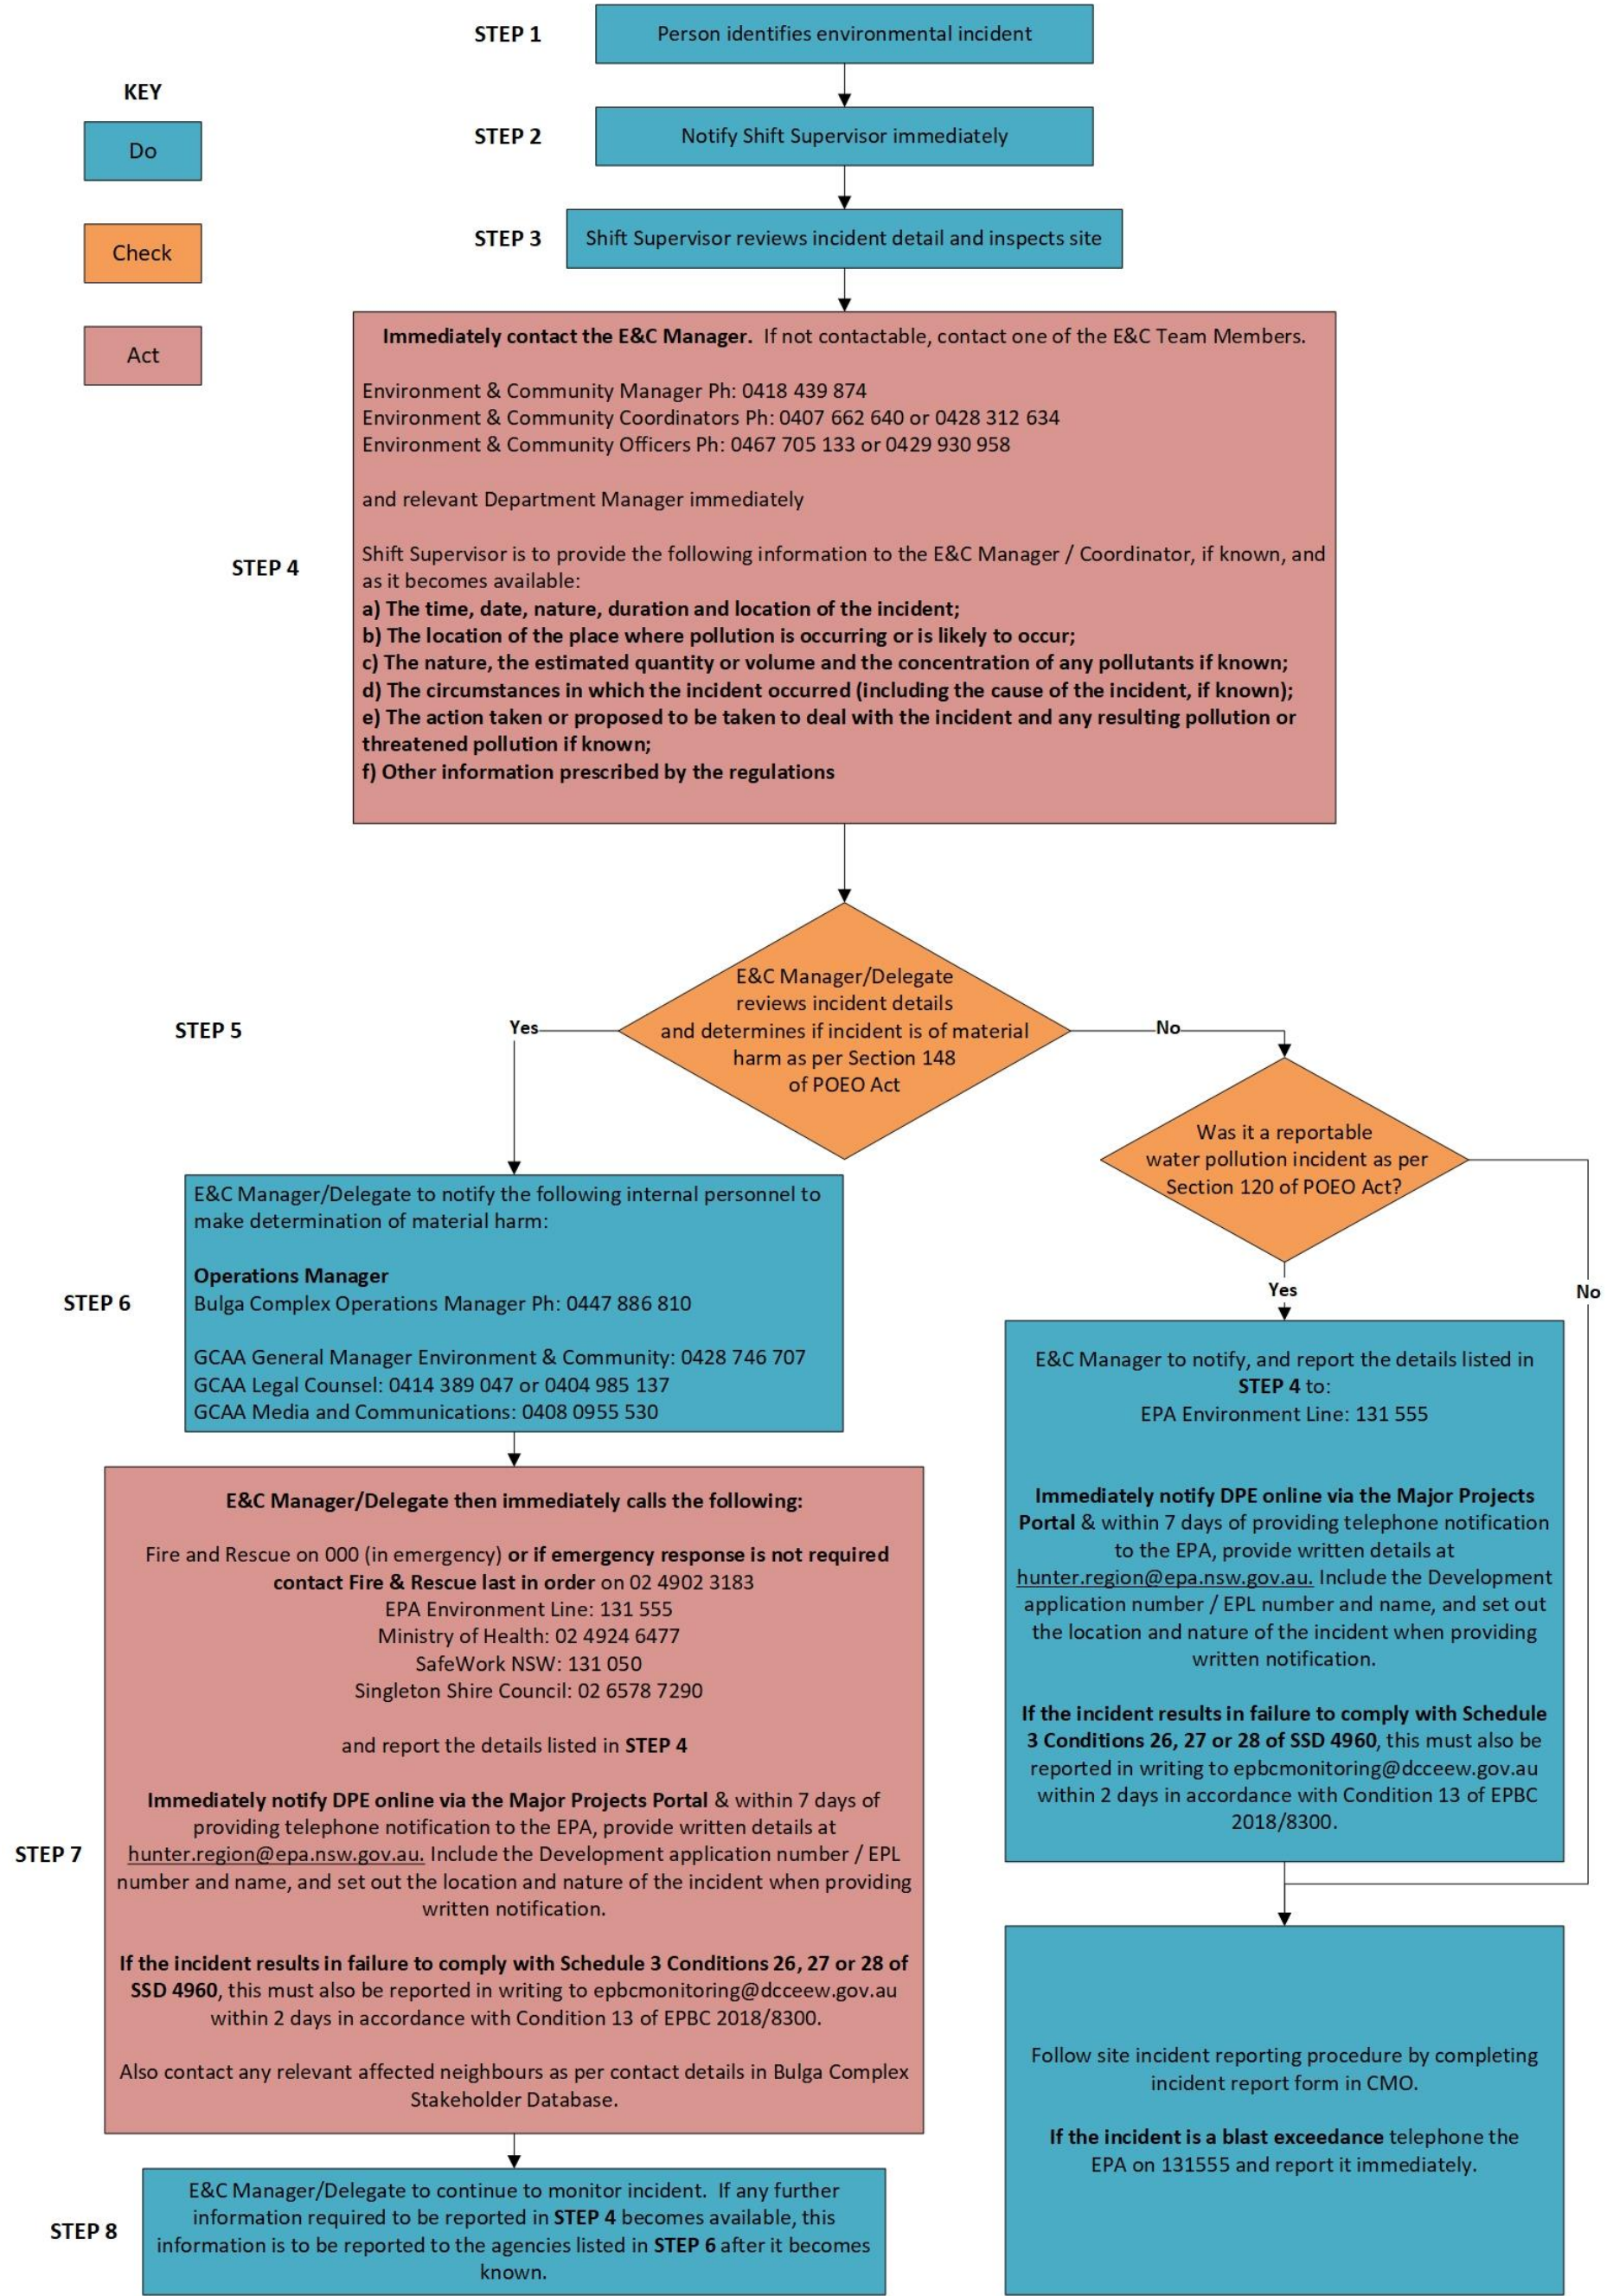 STEP 1
Person identifies environmental incident
KEY
Do
Check
Act
STEP 2
Notify Shift Supervisor immediately
STEP 3
Shift Supervisor reviews incident detail and inspects site
STEP 4
Immediately contact the E&C Manager. If not contactable, contact one of the E&C Team Members.
Environment & Community Manager Ph: 0418 439 874
Environment & Community Coordinators Ph: 0407 662 640 or 0428 312 634
Environment & Community Officers Ph: 0467 705 133 or 0429 930 958
and relevant Department Manager immediately
Shift Supervisor is to provide the following information to the E&C Manager / Coordinator, if known, and
as it becomes available:
a) The time, date, nature, duration and location of the incident;
b) The location of the place where pollution is occurring or is likely to occur;
c) The nature, the estimated quantity or volume and the concentration of any pollutants if known;
d) The circumstances in which the incident occurred (including the cause of the incident, if known);
e) The action taken or proposed to be taken to deal with the incident and any resulting pollution or
threatened pollution if known;
f) Other information prescribed by the regulations
STEP 5
E&C Manager/Delegate
reviews incident details
and determines if incident is of material
harm as per Section 148
of POEO Act
Yes
No
Was it a reportable
water pollution incident as per
Section 120 of POEO Act?
Yes
No
STEP 6
E&C Manager/Delegate to notify the following internal personnel to
make determination of material harm:
Operations Manager
Bulga Complex Operations Manager Ph: 0447 886 810
GCAA General Manager Environment & Community: 0428 746 707
GCAA Legal Counsel: 0414 389 047 or 0404 985 137
GCAA Media and Communications: 0408 0955 530
E&C Manager to notify, and report the details listed in
STEP 4 to:
EPA Environment Line: 131 555
Immediately notify DPE online via the Major Projects
Portal & within 7 days of providing telephone notification
to the EPA, provide written details at
hunter.region@epa.nsw.gov.au. Include the Development
application number / EPL number and name, and set out
the location and nature of the incident when providing
written notification.
If the incident results in failure to comply with Schedule
3 Conditions 26, 27 or 28 of SSD 4960, this must also be
reported in writing to epbcmonitoring@dcceew.gov.au
within 2 days in accordance with Condition 13 of EPBC
2018/8300.
STEP 7
E&C Manager/Delegate then immediately calls the following:
Fire and Rescue on 000 (in emergency) or if emergency response is not required
contact Fire & Rescue last in order on 02 4902 3183
EPA Environment Line: 131 555
Ministry of Health: 02 4924 6477
SafeWork NSW: 131 050
Singleton Shire Council: 02 6578 7290
and report the details listed in STEP 4
Immediately notify DPE online via the Major Projects Portal & within 7 days of
providing telephone notification to the EPA, provide written details at
hunter.region@epa.nsw.gov.au. Include the Development application number / EPL
number and name, and set out the location and nature of the incident when providing
written notification.
If the incident results in failure to comply with Schedule 3 Conditions 26, 27 or 28 of
SSD 4960, this must also be reported in writing to epbcmonitoring@dcceew.gov.au
within 2 days in accordance with Condition 13 of EPBC 2018/8300.
Also contact any relevant affected neighbours as per contact details in Bulga Complex
Stakeholder Database.
Follow site incident reporting procedure by completing
incident report form in CMO.
If the incident is a blast exceedance telephone the
EPA on 131555 and report it immediately.
STEP 8
E&C Manager/Delegate to continue to monitor incident. If any further
information required to be reported in STEP 4 becomes available, this
information is to be reported to the agencies listed in STEP 6 after it becomes
known.